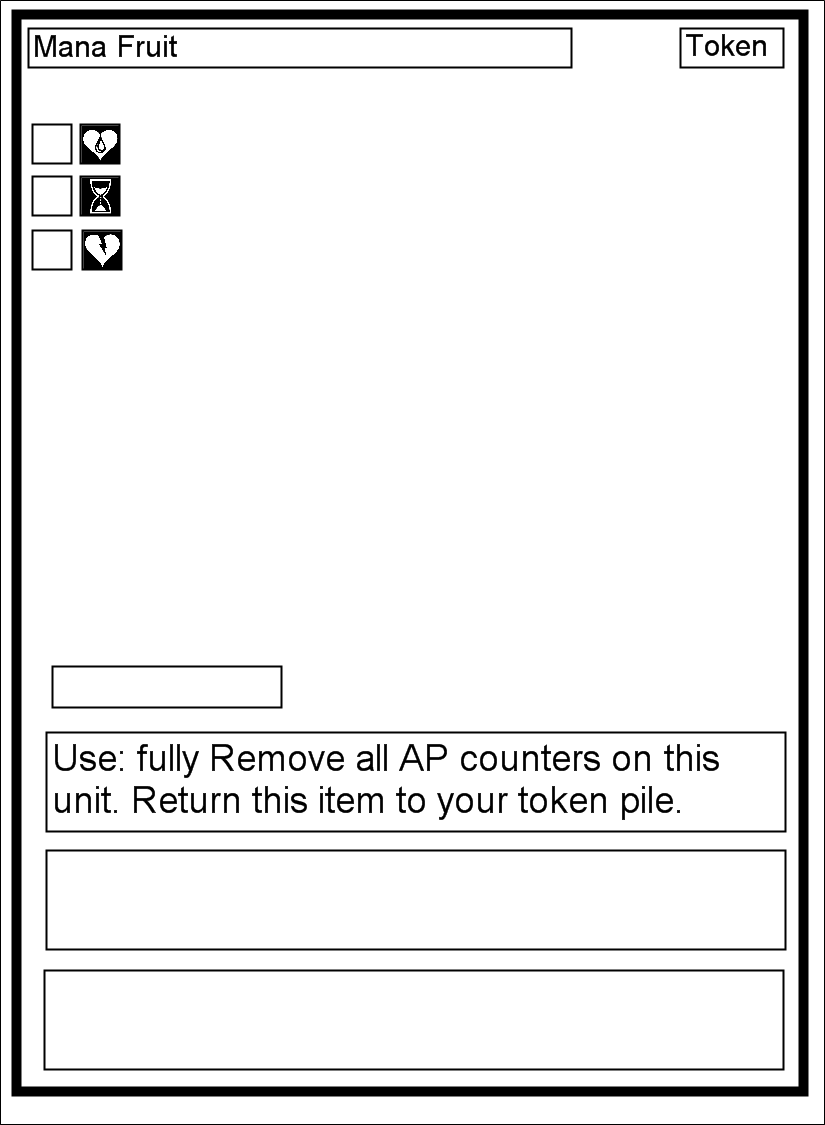 Mana Fruit
Token
Use: fully Remove all AP counters on this
unit. Return this item to your token pile.